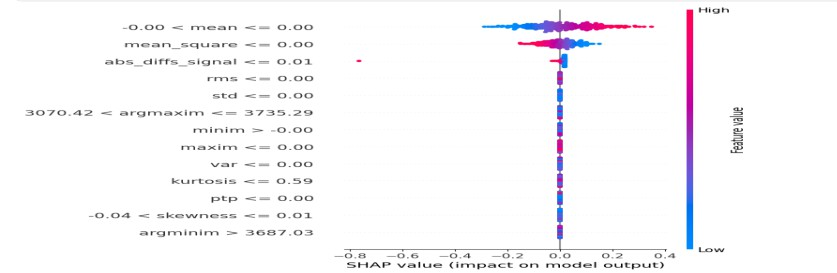 High
-0.00 < mean <= 0.00
mean_square <= 0.00
abs_diffs_signal <= 0.01
rms <= 0.00
std <= 0.00
3070.42 < argmaxim <= 3735.29
minim > -0.00
maxim <= 0.00
var <= 0.00
kurtosis <= 0.59
ptp <= 0.00
-0.04 < skewness <= 0.01
argminim > 3687.03
Feature value
Low
−0.8 −0.6 −0.4 −0.2 0.0 0.2 0.4
SHAP value (impact on model output)